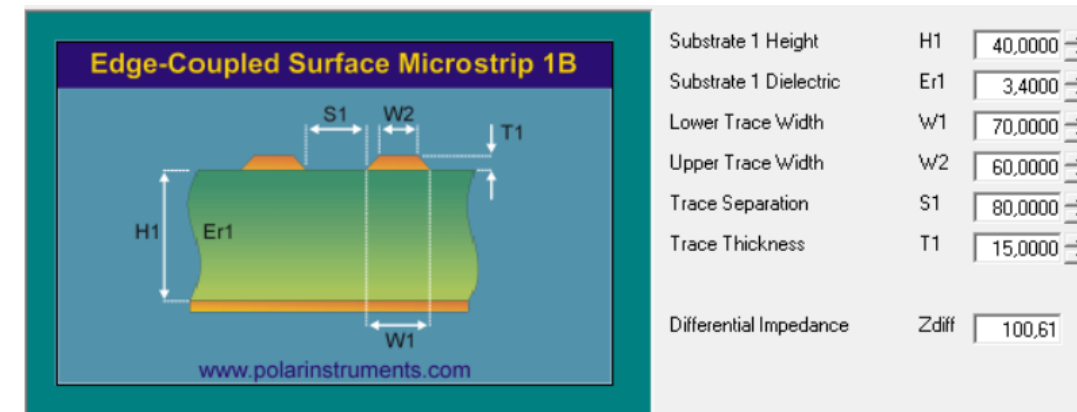 Edge-Coupled Surface Microstrip 1B
S1 W2
T1
H1 Er1
W1
www.polarinstruments.com
Substrate 1 Height H1 40,0000
Substrate 1 Dielectric Er1 3,4000
Lower Trace Width W1 70,0000
Upper Trace Width W2 60,0000
Trace Separation S1 80,0000
Trace Thickness T1 15,0000
Differential Impedance Zdiff 100,61